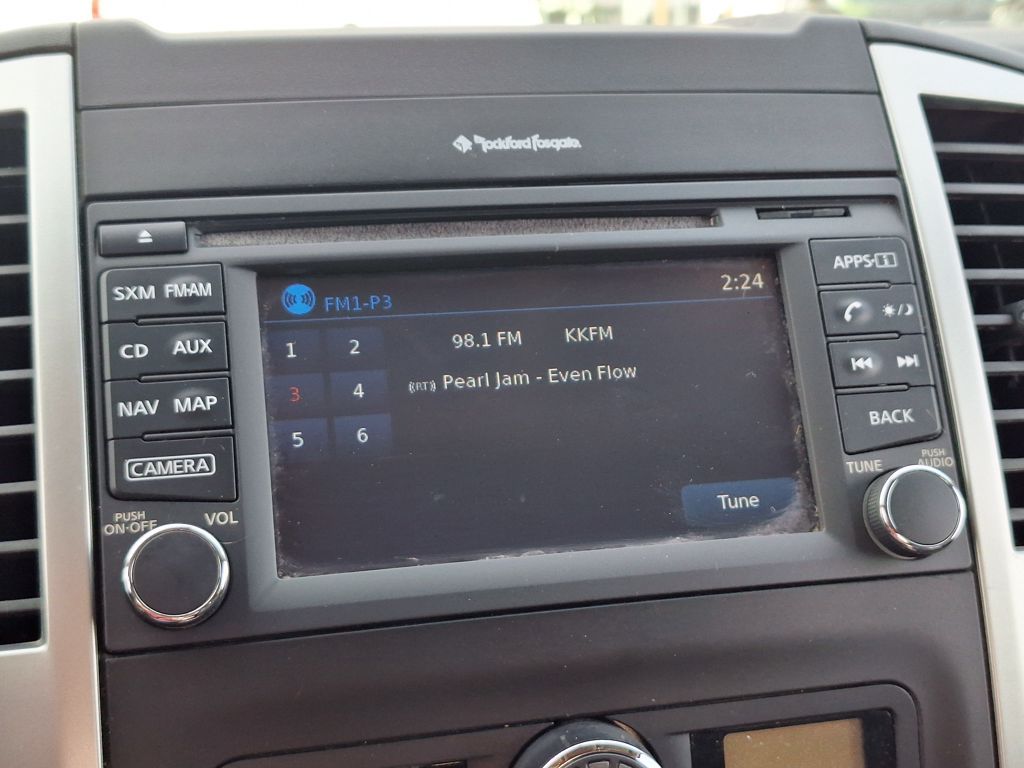 Rockford Fosgate
SXM FM·AM
CD AUX
NAV MAP
CAMERA
PUSH
ON·OFF
VOL
FM1-P3
2:24
1 2
3 4
5 6
98.1 FM KKFM
(RT) Pearl Jam - Even Flow
Tune
APPS·i
BACK
TUNE
PUSH
AUDIO